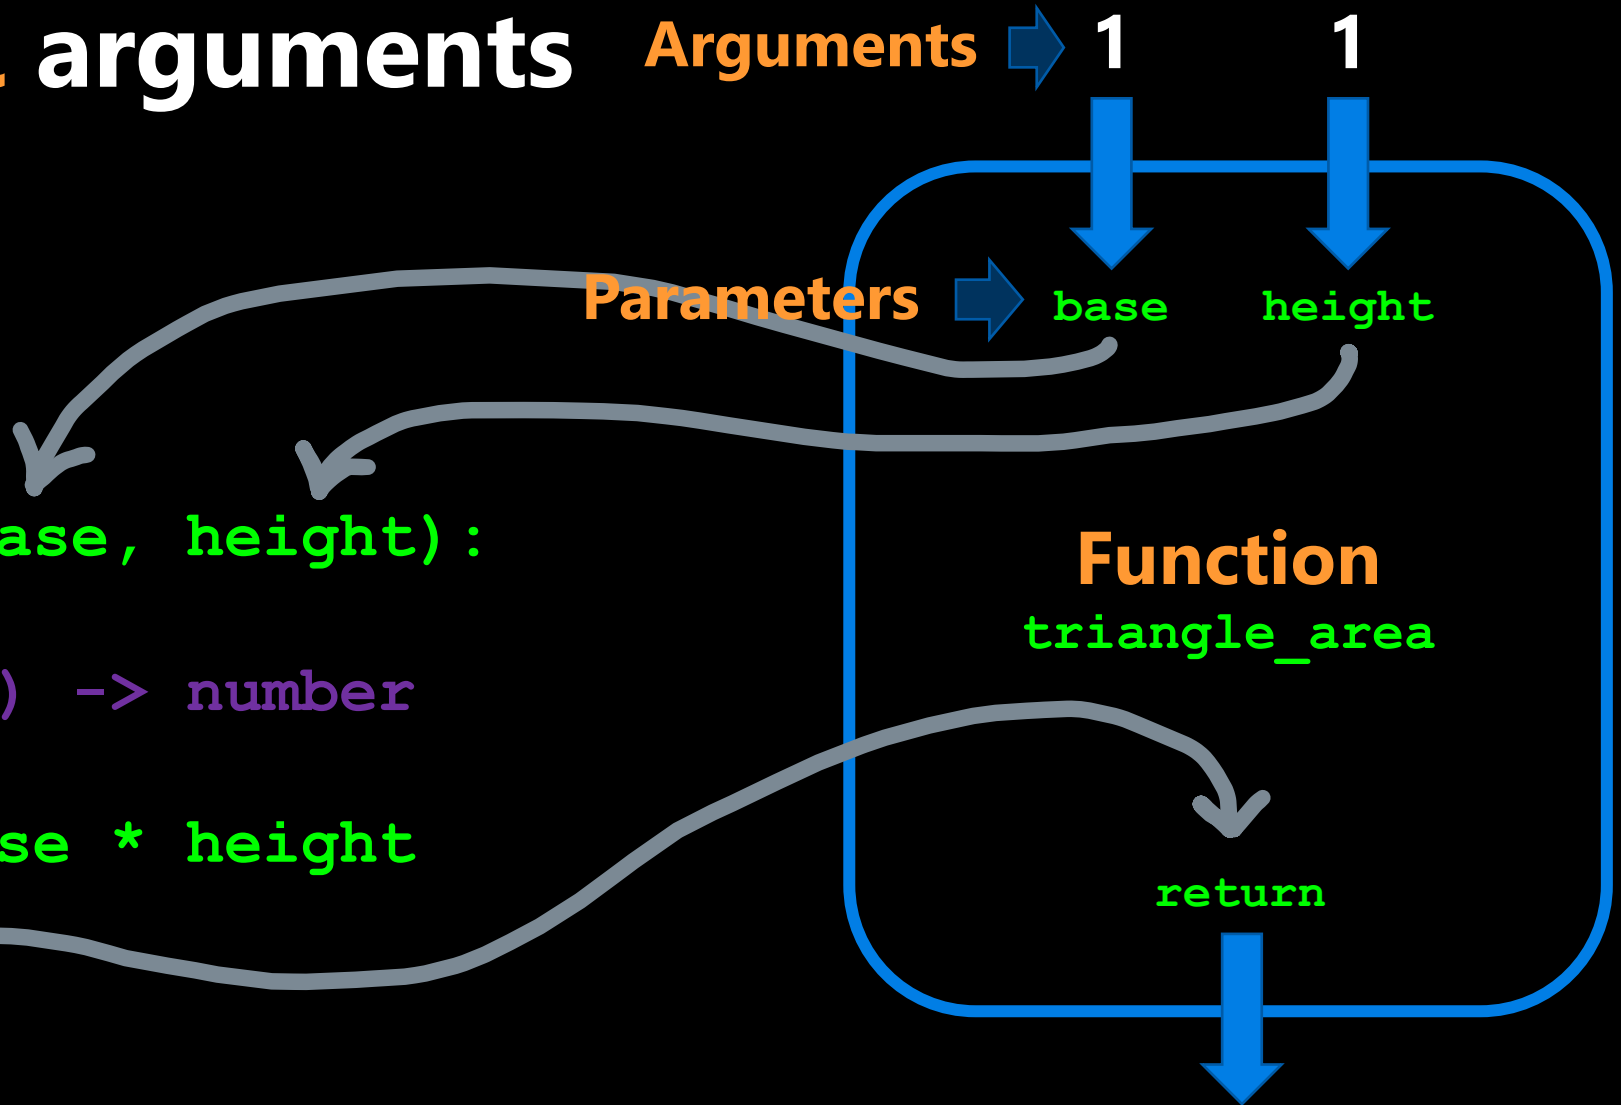 arguments
Arguments 1 1
Parameters base height
ase, height):
Function
triangle_area
) -> number
se * height
return